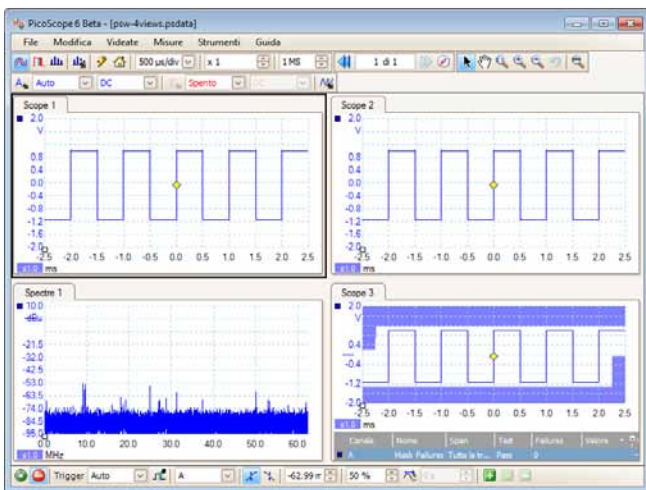 PicoScope 6 Beta - [psw-4views.psdata]
File Modifica Videate Misure Strumenti Guida
500 µs/div x 1 1 MS 1 di 1
A Auto DC Spento DC
Scope 1
2.0
V
0.8
0.4
0.0
-0.4
-0.8
-1.2
-1.6
-2.0
-2.5 -2.0 -1.5 -1.0 -0.5 0.0 0.5 1.0 1.5 2.0 2.5
x1.0 ms
Scope 2
2.0
V
0.8
0.4
0.0
-0.4
-0.8
-1.2
-1.6
-2.0
-2.5 -2.0 -1.5 -1.0 -0.5 0.0 0.5 1.0 1.5 2.0 2.5
x1.0 ms
Spectre 1
10.0
dBu
-21.5
-32.0
-42.5
-53.0
-63.5
-74.0
-84.5
-95.0
0.0 10.0 20.0 30.0 40.0 50.0 60.0
x1.0 MHz
Scope 3
2.0
V
0.4
-0.4
-1.2
-2.0
-2.5 -2.0 -1.5 -1.0 -0.5 0.0 0.5 1.0 1.5 2.0 2.5
x1.0 ms
Canale Nome Span Test Failures Valore
A Mask Failures Tutta la tr... Pass 0
Trigger Auto A -62.99 m 50 %